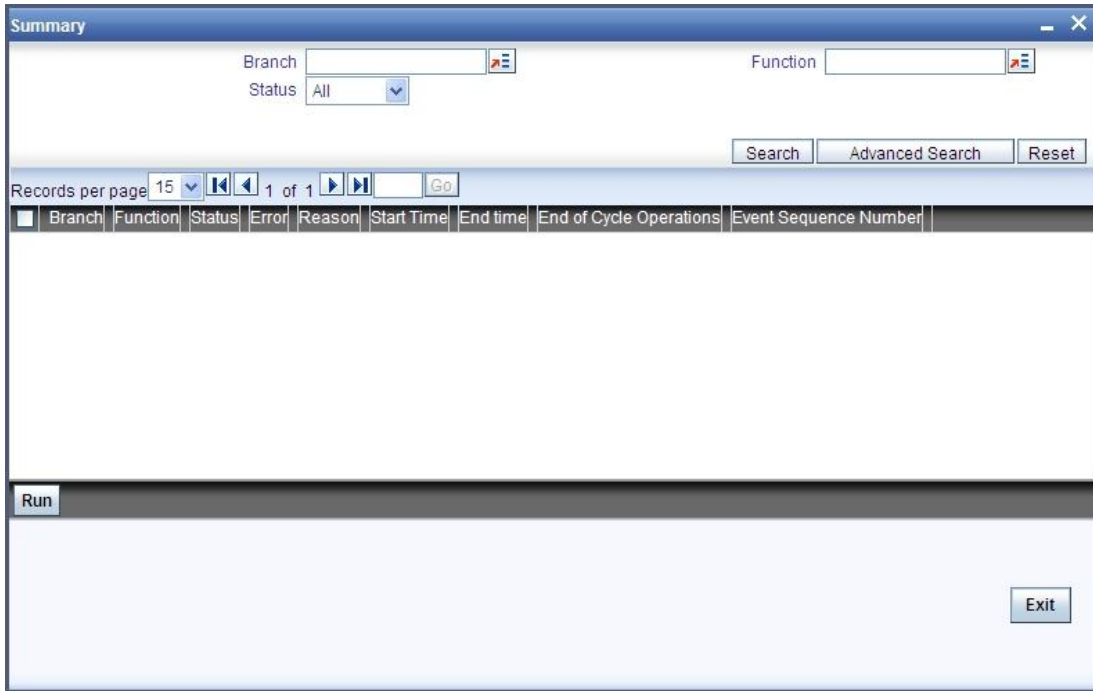 Summary
Branch Function
Status All
Search Advanced Search Reset
Records per page 15 1 of 1 Go
Branch Function Status Error Reason Start Time End time End of Cycle Operations Event Sequence Number
Run
Exit